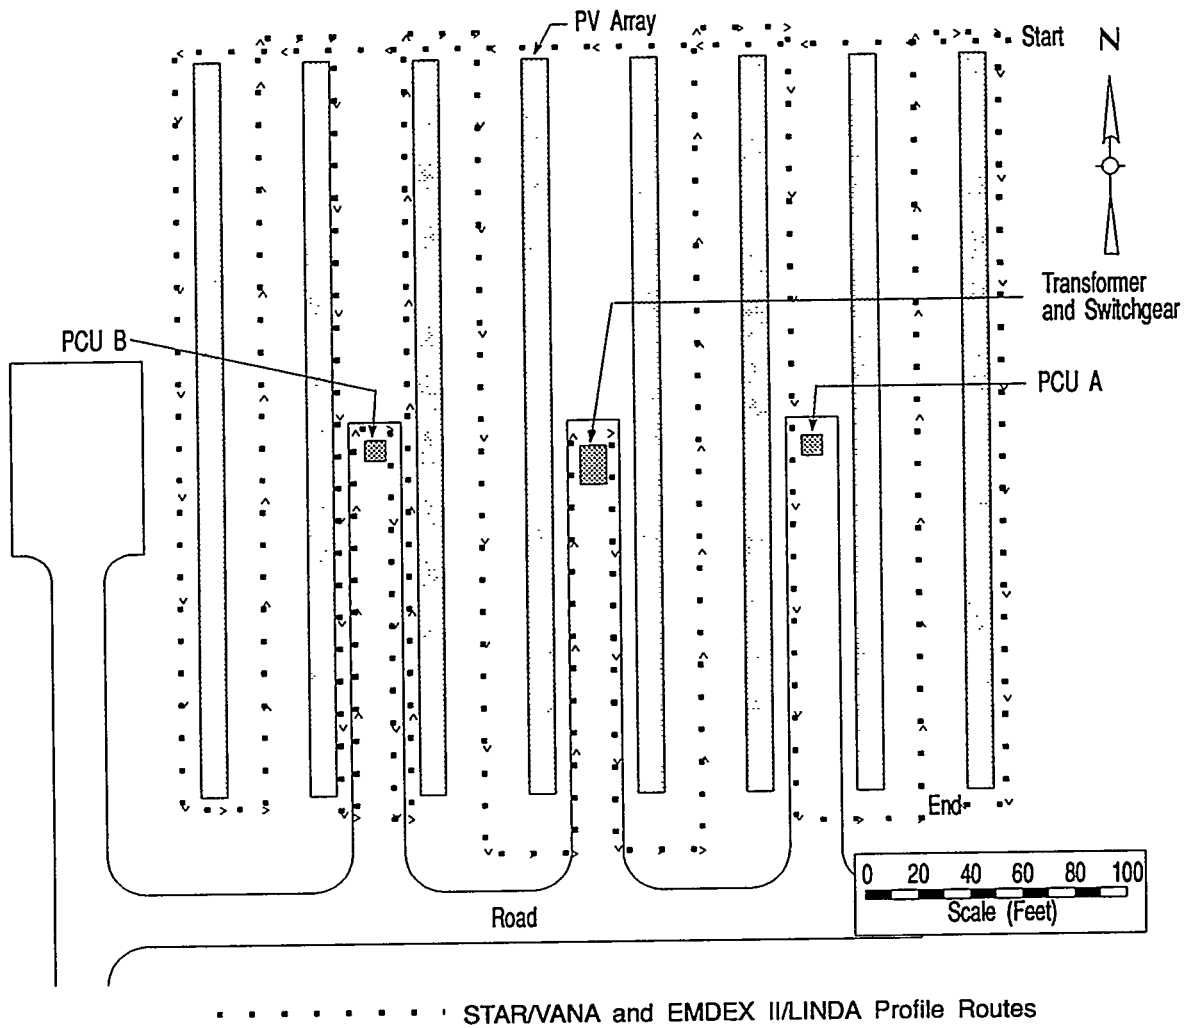 PV Array
Start
N
Transformer
and Switchgear
PCU B
PCU A
End
0 20 40 60 80 100
Scale (Feet)
Road
STAR/VANA and EMDEX II/LINDA Profile Routes